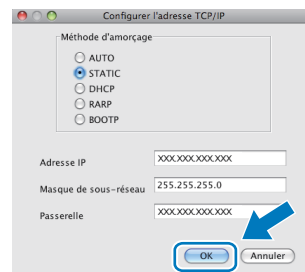 Configurer l'adresse TCP/IP
Méthode d'amorçage
AUTO
STATIC
DHCP
RARP
BOOTP
Adresse IP XXX.XXX.XXX.XXX
Masque de sous-réseau 255.255.255.0
Passerelle XXX.XXX.XXX.XXX
OK Annuler